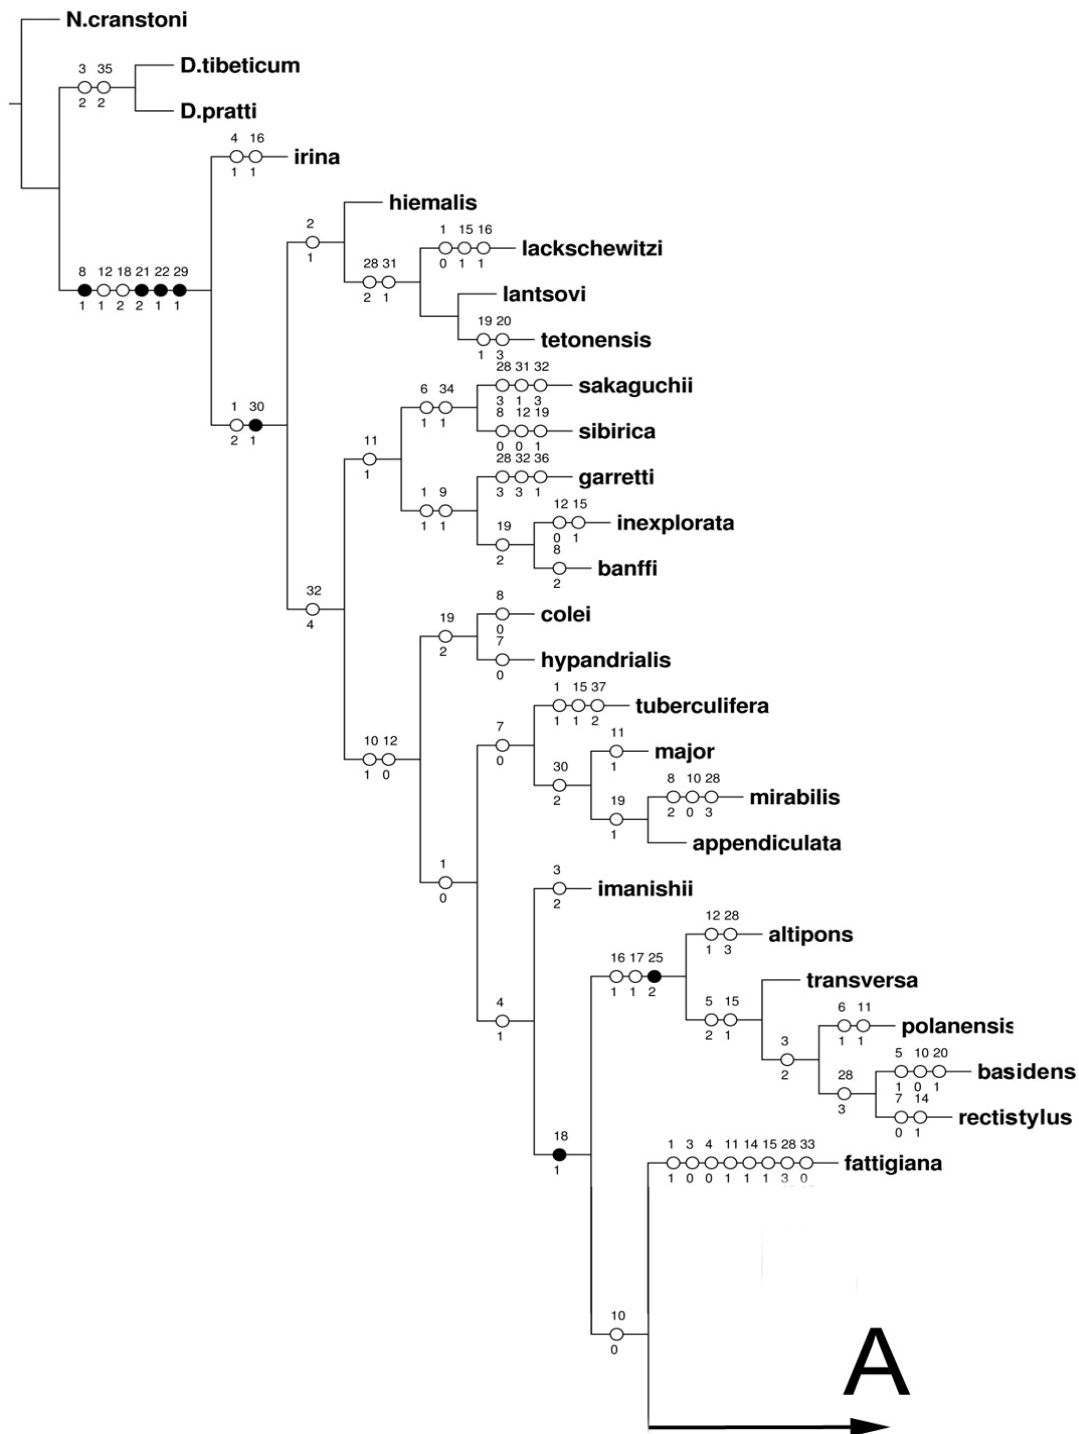 N.cranstoni
3 35
D.tibeticum
2 2
D.pratti
4 16
irina
1 1
hiemalis
2
1
1 15 16
lackschewitzi
0 1 1
28 31
2 1
lantsovi
8 12 18 21 22 29
1 1 2 2 1 1
19 20
tetonensis
1 3
28 31 32
sakaguchii
3 1 3
6 34
1 1
8 12 19
sibirica
0 0 1
1 30
2 1
11
1
28 32 36
garretti
3 3 1
1 9
1 1
12 15
inexplorata
0 1
19
2
8
banffi
2
32
4
8
colei
0
19
2
7
hypandrialis
0
1 15 37
tuberculifera
1 1 2
7
0
11
major
1
10 12
1 0
30
2
8 10 28
mirabilis
2 0 3
19
1
appendiculata
1
0
3
imanishii
2
12 28
altipons
1 3
16 17 25
1 1 2
transversa
4
1
5 15
2 1
6 11
polanensis
1 1
3
2
5 10 20
basidens
1 0 1
28
3
7 14
rectistylus
0 1
18
1
1 3 4 11 14 15 28 33
fattigiana
1 0 0 1 1 1 3 0
10
0
A